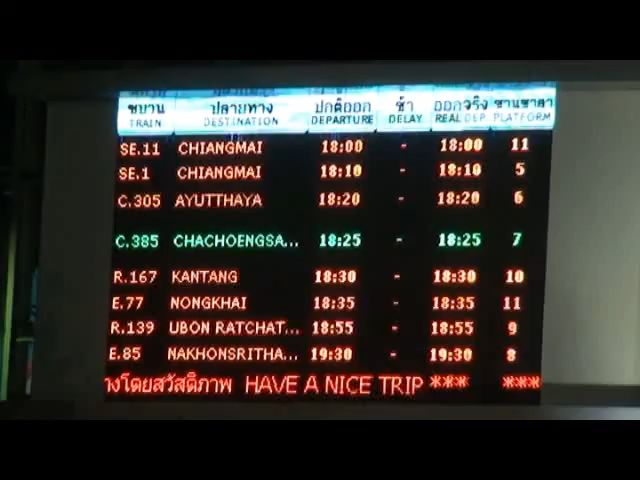 ขบวน ปลายทาง ปกติออก ช้า ออกจริง ชานชาลา
TRAIN DESTINATION DEPARTURE DELAY REAL DEP. PLATFORM
SE.11 CHIANGMAI 18:00 - 18:00 11
SE.1 CHIANGMAI 18:10 - 18:10 5
C.305 AYUTTHAYA 18:20 - 18:20 6
C.385 CHACHOENGSA... 18:25 - 18:25 7
R.167 KANTANG 18:30 - 18:30 10
E.77 NONGKHAI 18:35 - 18:35 11
R.139 UBON RATCHAT... 18:55 - 18:55 9
E.85 NAKHONSRITHA... 19:30 - 19:30 8
างโดยสวัสดิภาพ HAVE A NICE TRIP *** ***